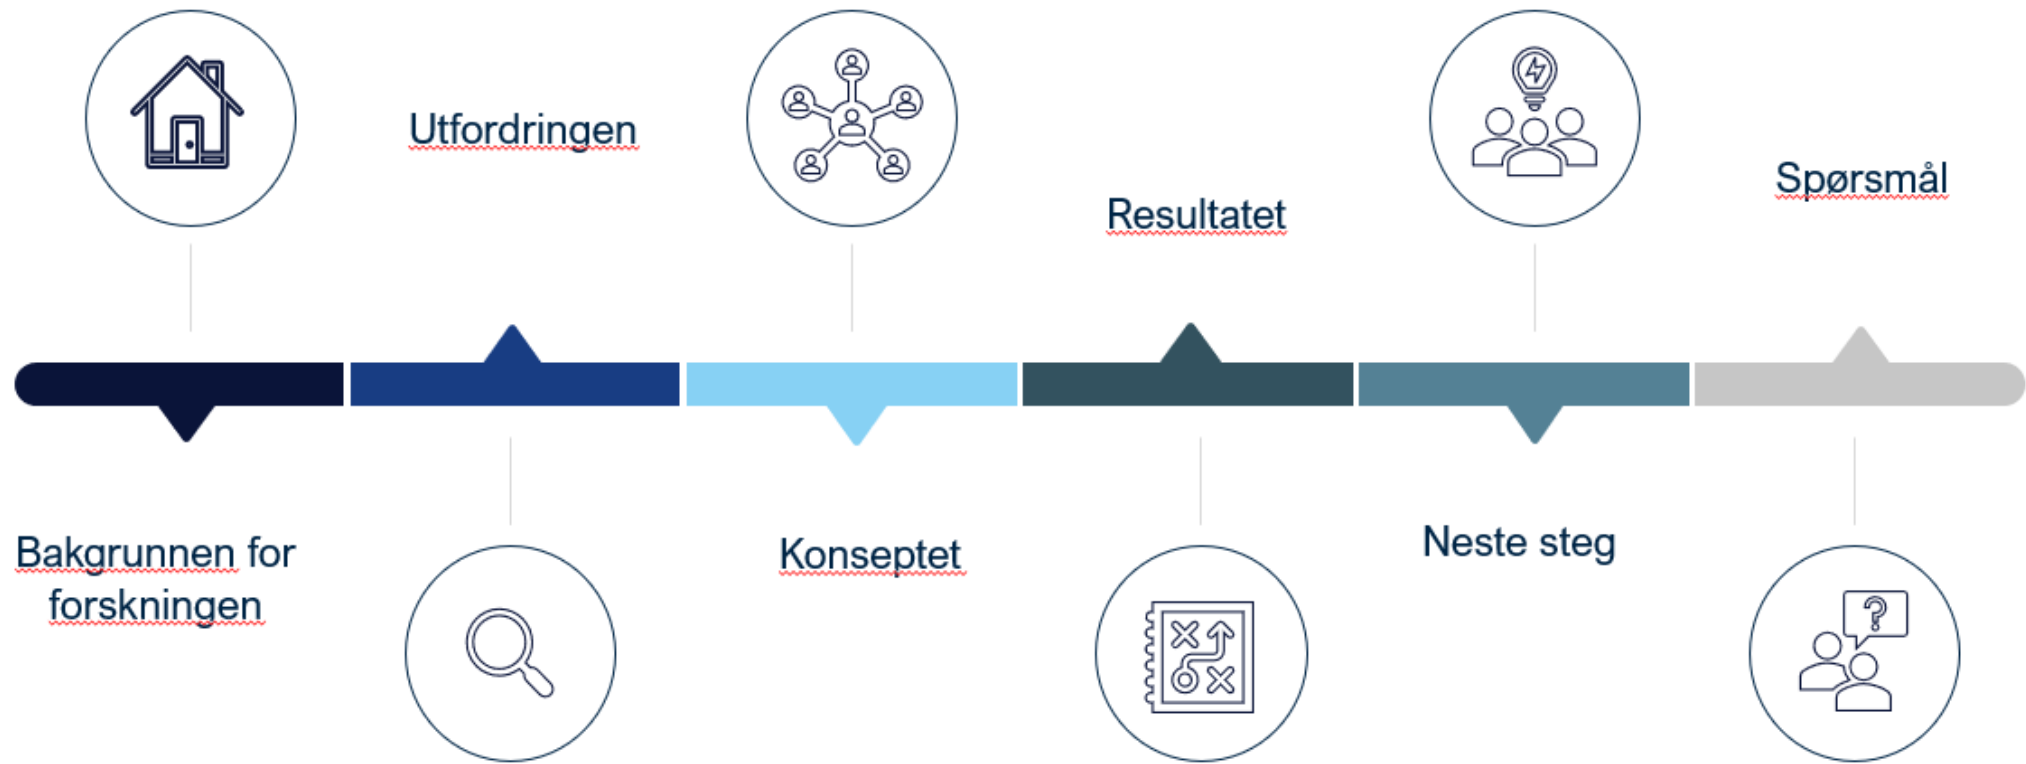 Bakgrunnen for
forskningen
Utfordringen
Konseptet
Resultatet
Neste steg
Spørsmål
?